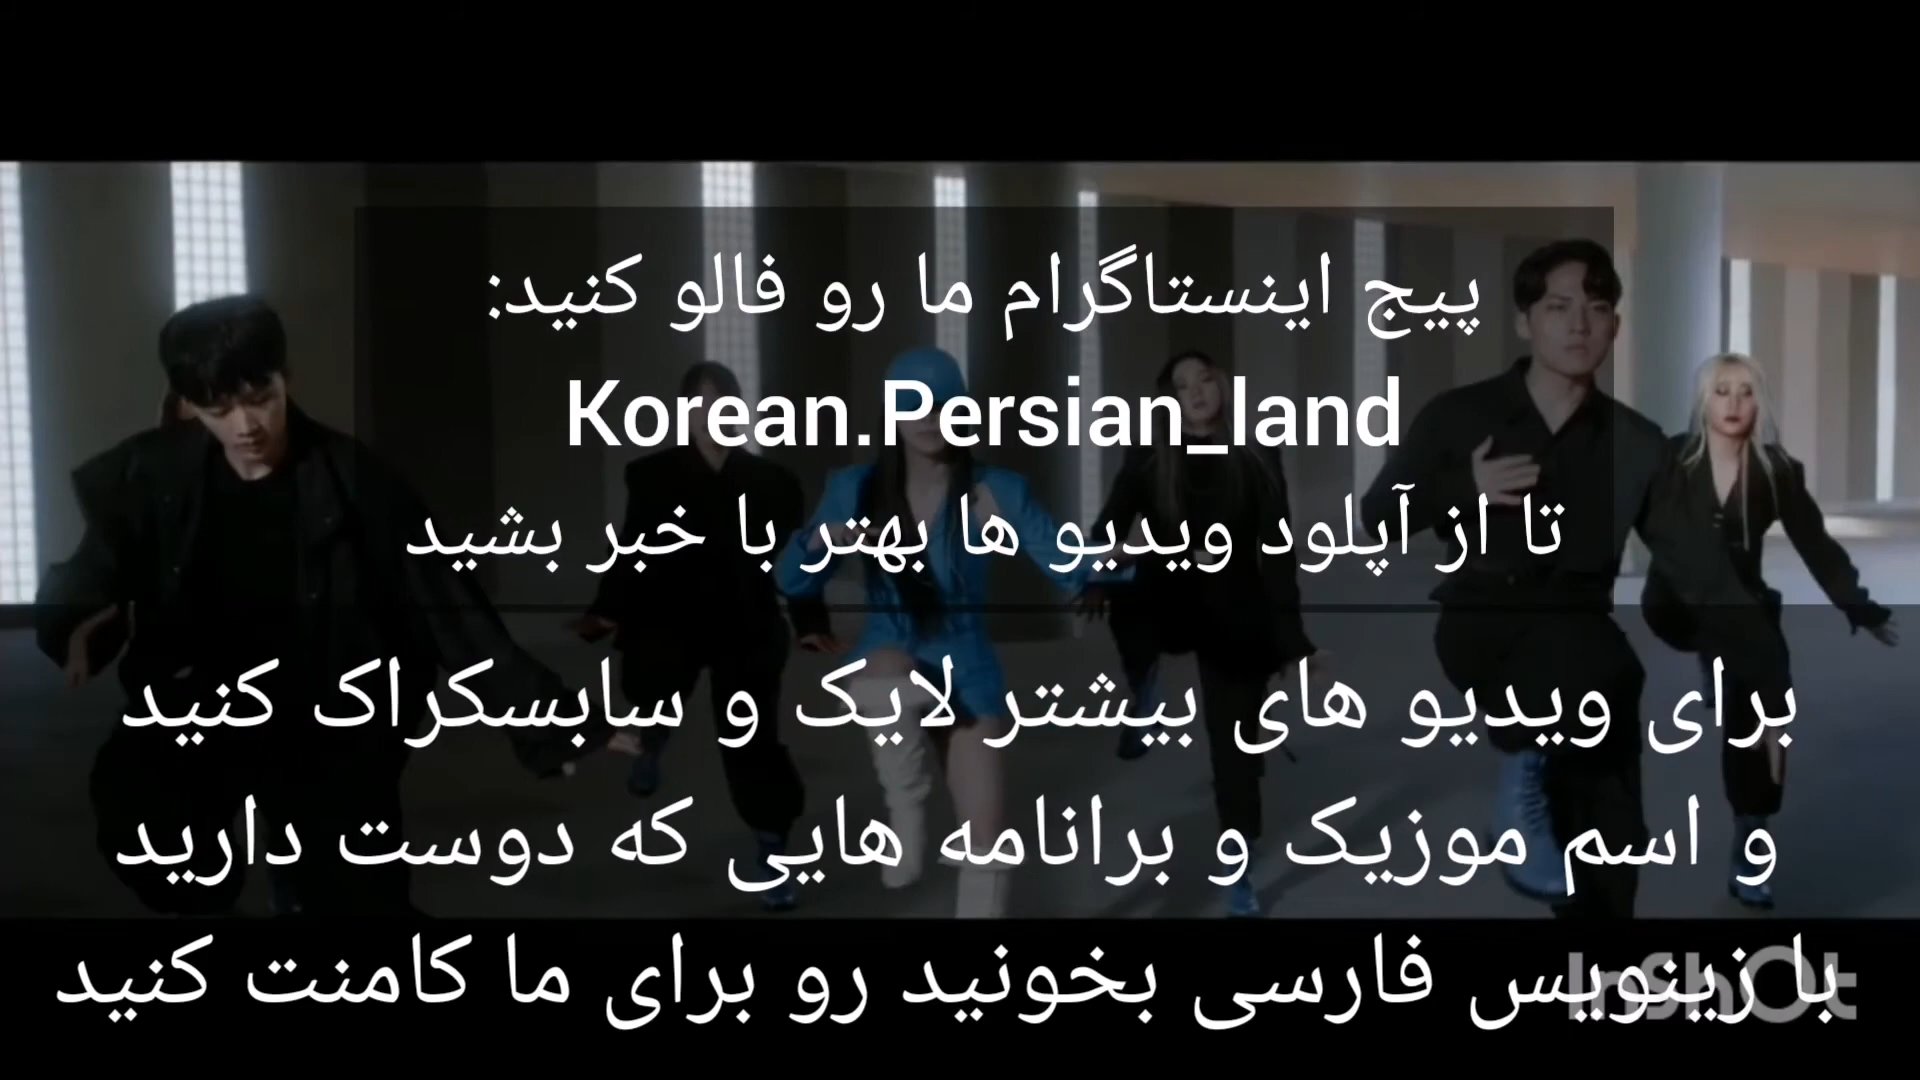 پیج اینستاگرام ما رو فالو کنید:
Korean.Persian_land
تا از آپلود ویدیو ها بهتر با خبر بشید
برای ویدیو های بیشتر لایک و سابسکراک کنید
و اسم موزیک و برانامه هایی که دوست دارید
با زینویس فارسی بخونید رو برای ما کامنت کنید
InShOt